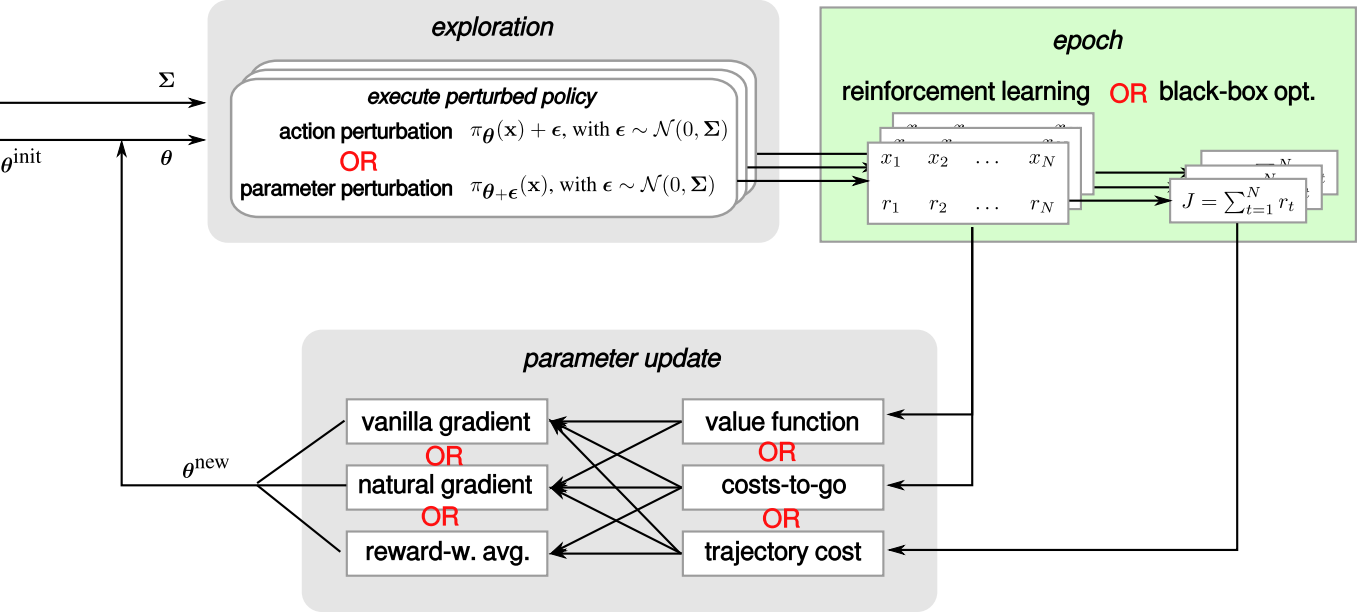 exploration
Σ
execute perturbed policy
action perturbation π_θ(x) + ϵ, with ϵ ∼ 𝒩(0, Σ)
OR
parameter perturbation π_{θ+ϵ}(x), with ϵ ∼ 𝒩(0, Σ)
θ^init
θ
epoch
reinforcement learning OR black-box opt.
x_1 x_2 … x_N
r_1 r_2 … r_N
J = ∑_{t=1}^{N} r_t
parameter update
vanilla gradient
value function
OR
OR
θ^new
natural gradient
costs-to-go
OR
OR
reward-w. avg.
trajectory cost